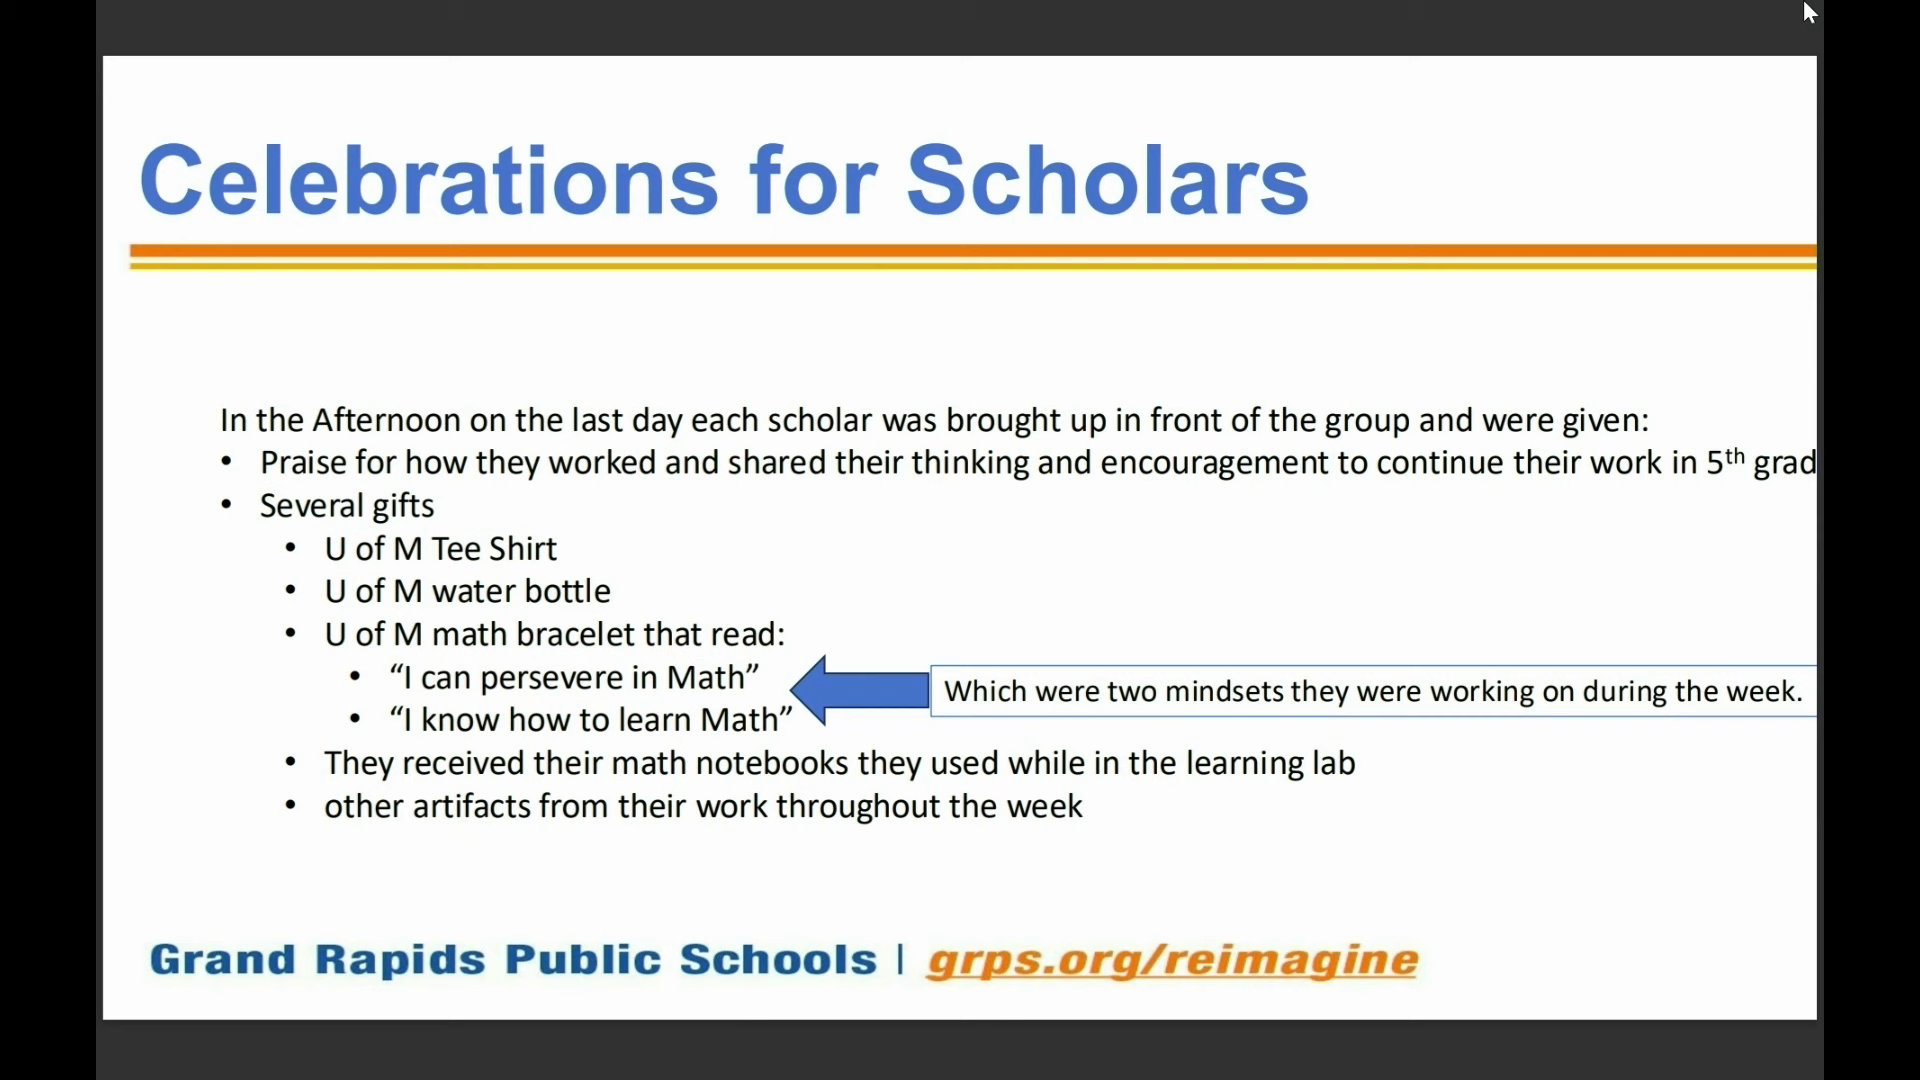 Celebrations for Scholars
In the Afternoon on the last day each scholar was brought up in front of the group and were given:
• Praise for how they worked and shared their thinking and encouragement to continue their work in 5th grad
• Several gifts
• U of M Tee Shirt
• U of M water bottle
• U of M math bracelet that read:
• “I can persevere in Math”
Which were two mindsets they were working on during the week.
• “I know how to learn Math”
• They received their math notebooks they used while in the learning lab
• other artifacts from their work throughout the week
Grand Rapids Public Schools | grps.org/reimagine